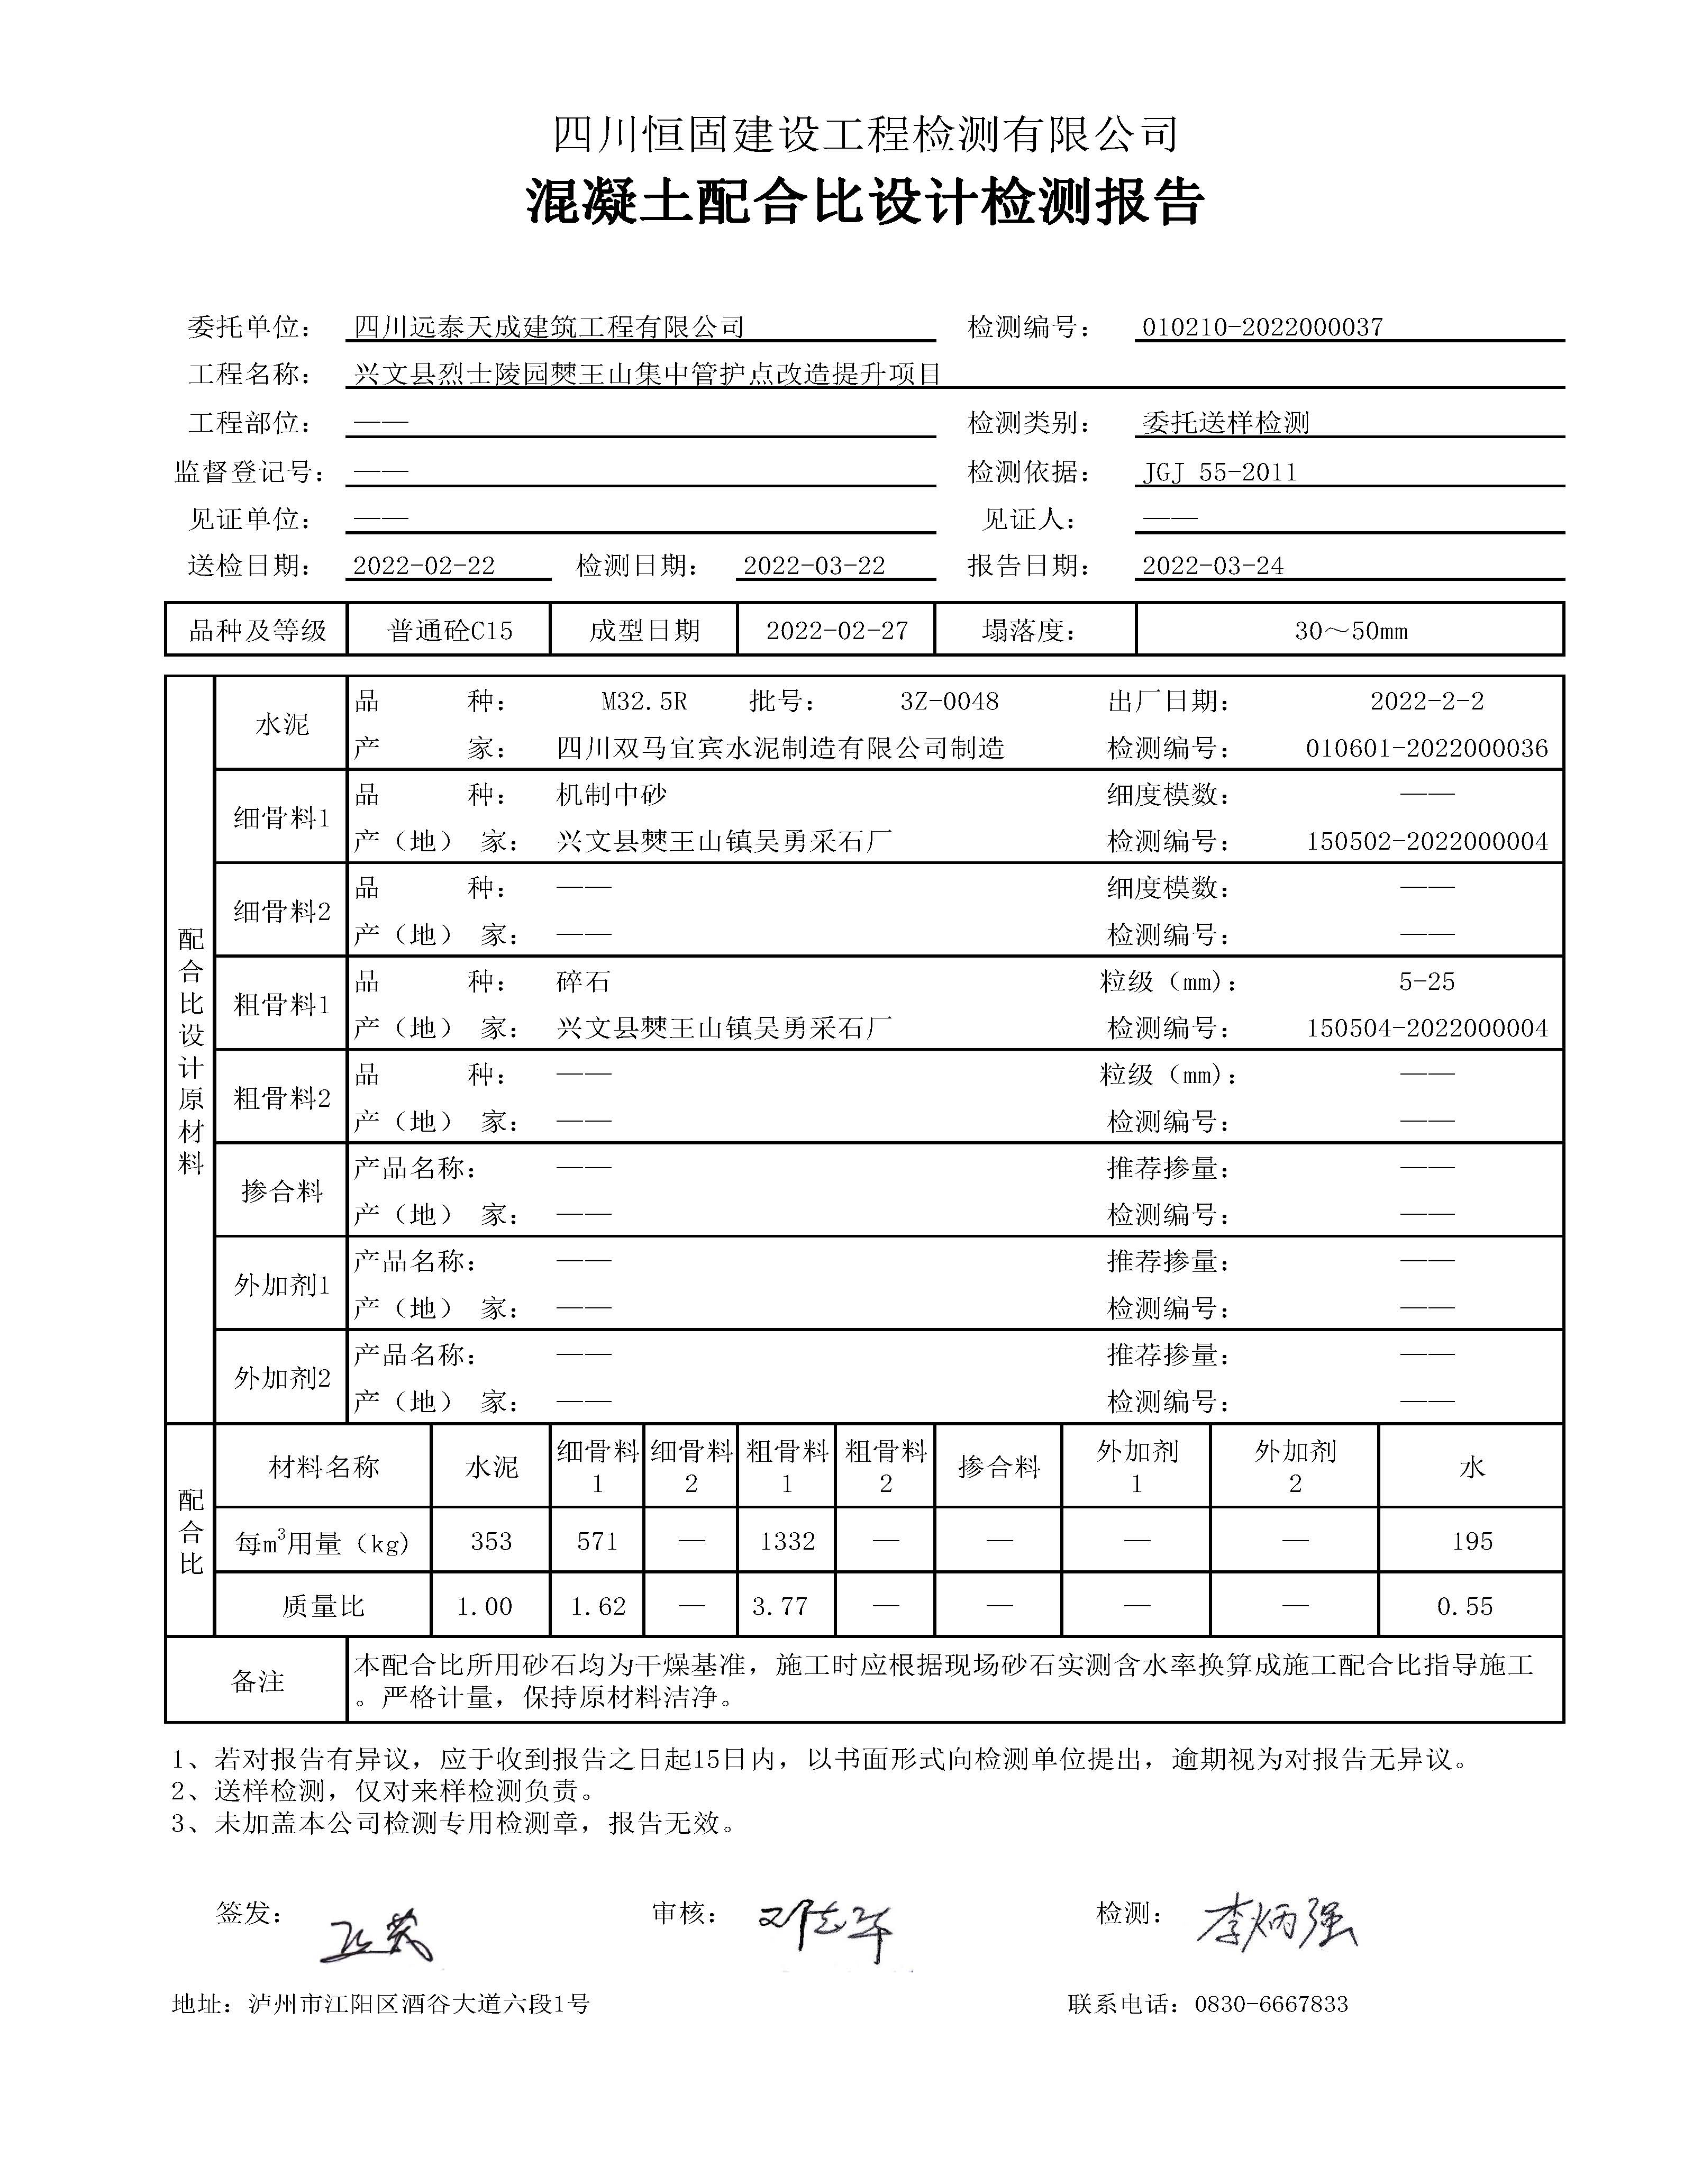 四川恒固建设工程检测有限公司
混凝土配合比设计检测报告
委托单位： 四川远泰天成建筑工程有限公司 检测编号： 010210-2022000037
工程名称： 兴文县烈士陵园僰王山集中管护点改造提升项目
工程部位： —— 检测类别： 委托送样检测
监督登记号： —— 检测依据： JGJ 55-2011
见证单位： —— 见证人： ——
送检日期： 2022-02-22 检测日期： 2022-03-22 报告日期： 2022-03-24
品种及等级 普通砼C15 成型日期 2022-02-27 塌落度： 30～50mm
配合比设计原材料
水泥
品 种： M32.5R 批号： 3Z-0048 出厂日期： 2022-2-2
产 家： 四川双马宜宾水泥制造有限公司制造 检测编号： 010601-2022000036
细骨料1
品 种： 机制中砂 细度模数： ——
产（地） 家： 兴文县僰王山镇吴勇采石厂 检测编号： 150502-2022000004
细骨料2
品 种： —— 细度模数： ——
产（地） 家： —— 检测编号： ——
粗骨料1
品 种： 碎石 粒级（mm)： 5-25
产（地） 家： 兴文县僰王山镇吴勇采石厂 检测编号： 150504-2022000004
粗骨料2
品 种： —— 粒级（mm)： ——
产（地） 家： —— 检测编号： ——
掺合料
产品名称： —— 推荐掺量： ——
产（地） 家： —— 检测编号： ——
外加剂1
产品名称： —— 推荐掺量： ——
产（地） 家： —— 检测编号： ——
外加剂2
产品名称： —— 推荐掺量： ——
产（地） 家： —— 检测编号： ——
配合比
材料名称 水泥 细骨料1 细骨料2 粗骨料1 粗骨料2 掺合料 外加剂1 外加剂2 水
每m³用量（kg) 353 571 — 1332 — — — — 195
质量比 1.00 1.62 — 3.77 — — — — 0.55
备注
本配合比所用砂石均为干燥基准，施工时应根据现场砂石实测含水率换算成施工配合比指导施工
。严格计量，保持原材料洁净。
1、若对报告有异议，应于收到报告之日起15日内，以书面形式向检测单位提出，逾期视为对报告无异议。
2、送样检测，仅对来样检测负责。
3、未加盖本公司检测专用检测章，报告无效。
签发： 审核： 检测： 李炳强
地址：泸州市江阳区酒谷大道六段1号 联系电话：0830-6667833